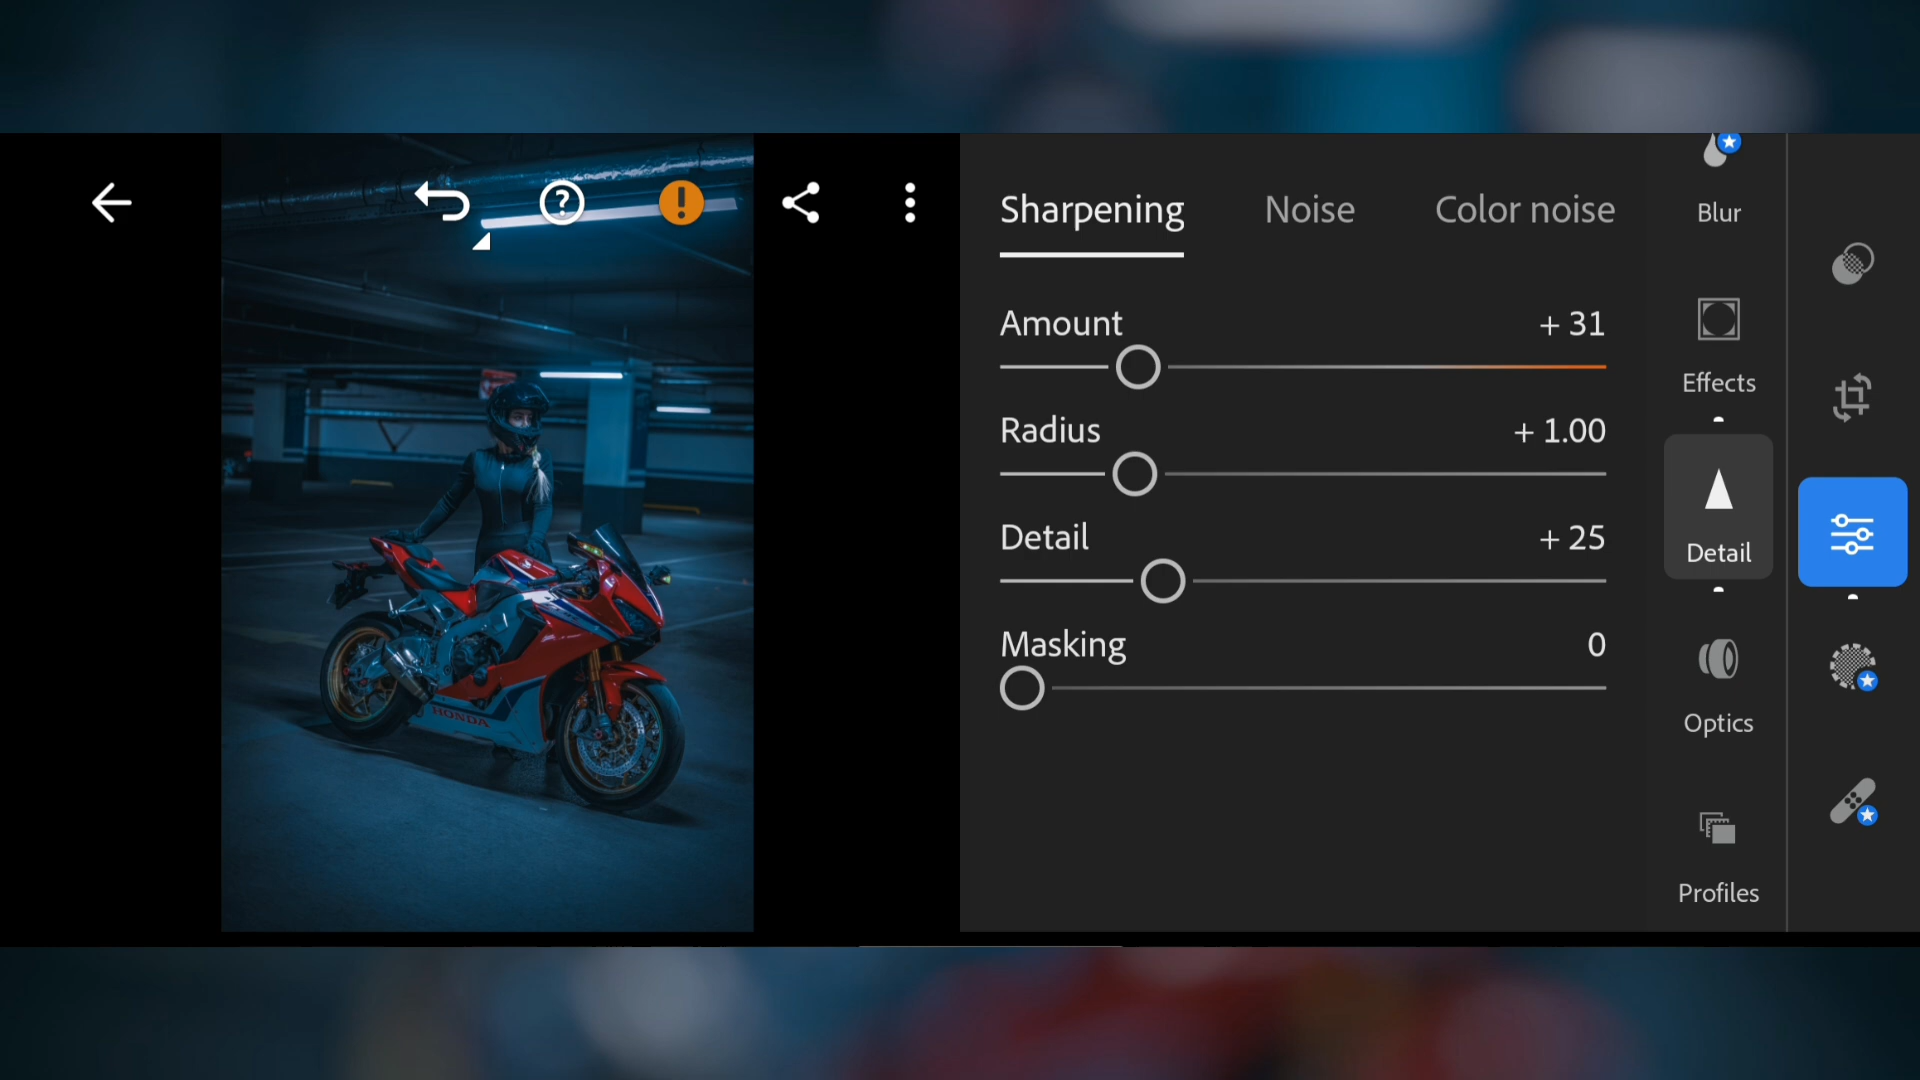 Sharpening Noise Color noise
Amount + 31
Radius + 1.00
Detail + 25
Masking 0
Blur
Effects
Detail
Optics
Profiles
HONDA